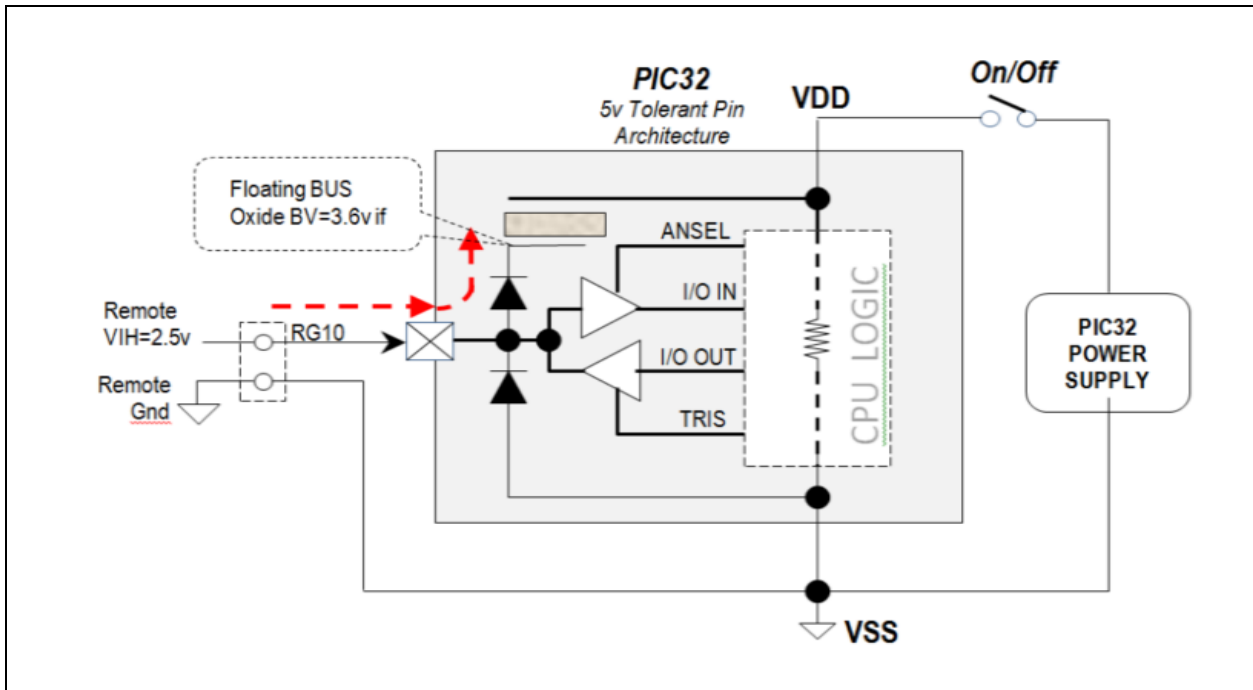 PIC32
5v Tolerant Pin
Architecture
VDD
On/Off
Floating BUS
Oxide BV=3.6v if
ANSEL
I/O IN
Remote
VIH=2.5v
RG10
I/O OUT
Remote
Gnd
TRIS
CPU LOGIC
PIC32
POWER
SUPPLY
VSS